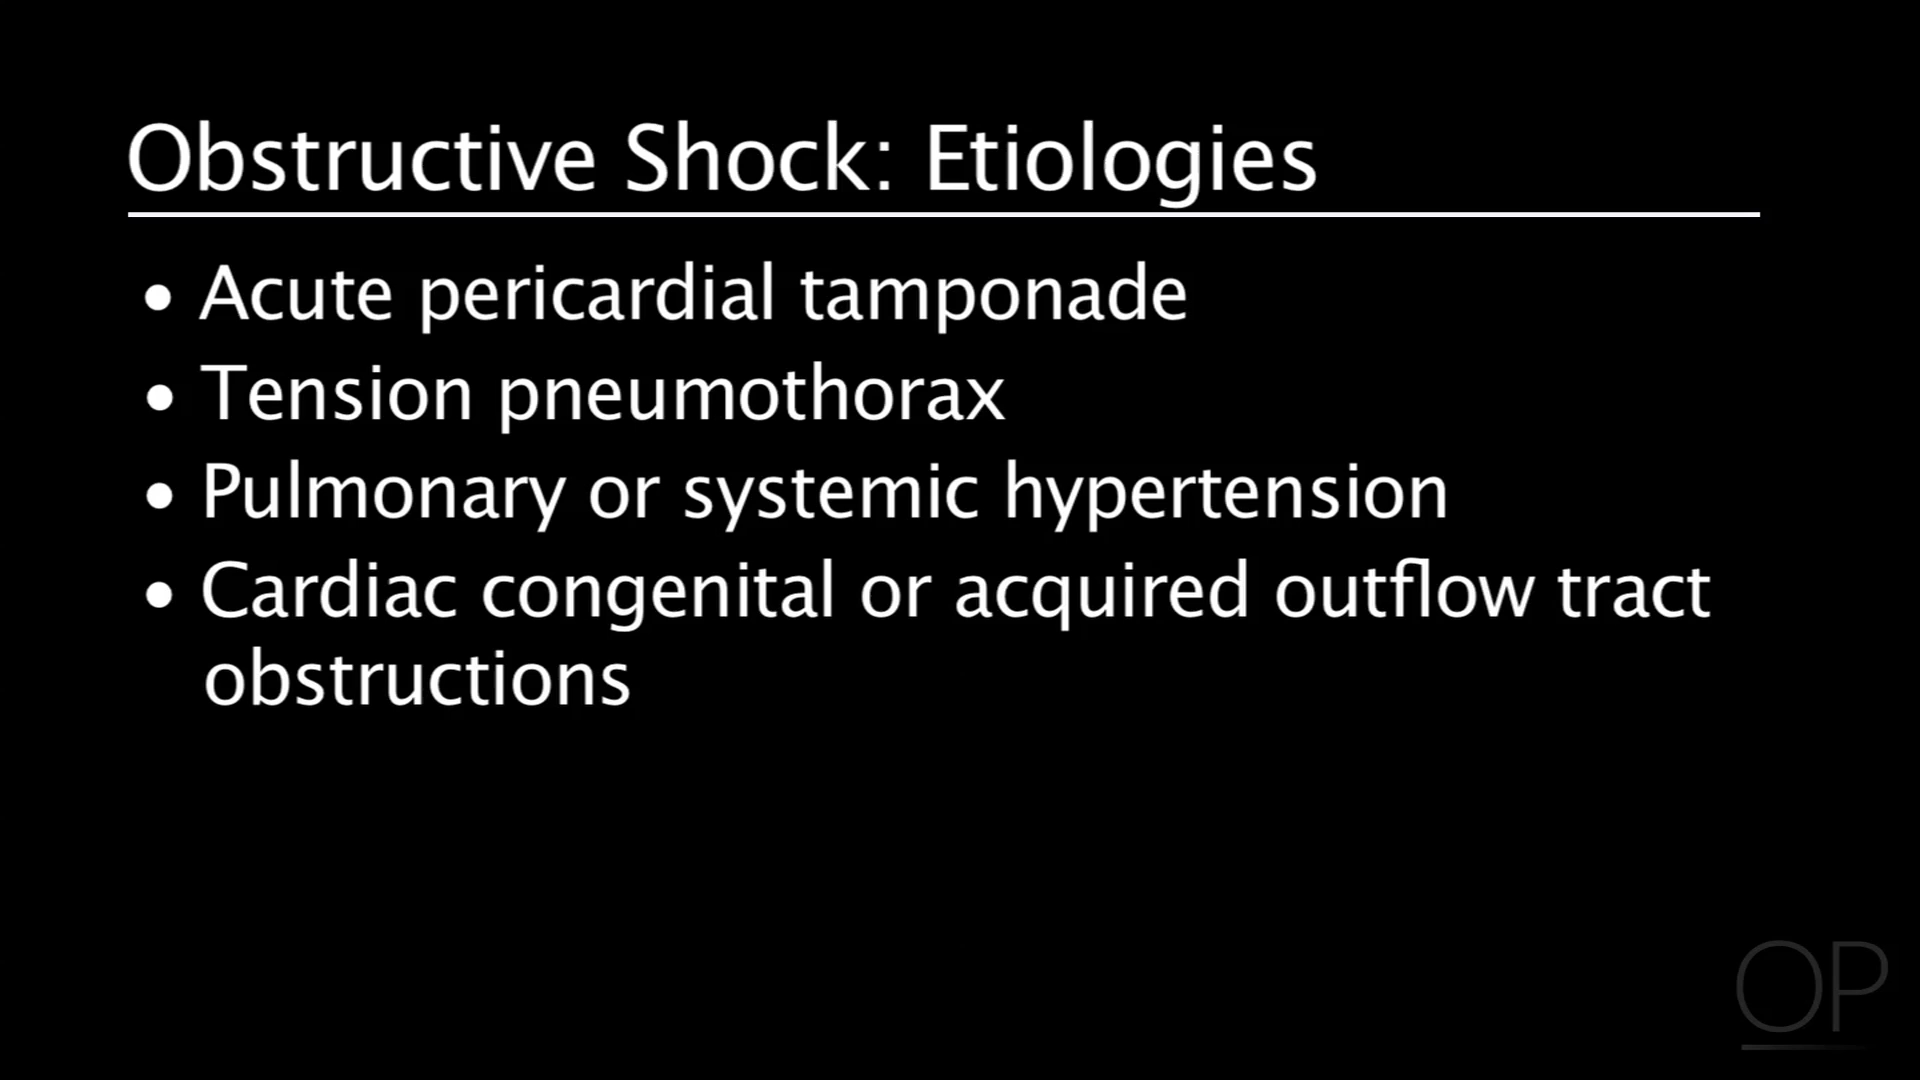 Obstructive Shock: Etiologies
• Acute pericardial tamponade
• Tension pneumothorax
• Pulmonary or systemic hypertension
• Cardiac congenital or acquired outflow tract
obstructions
OP